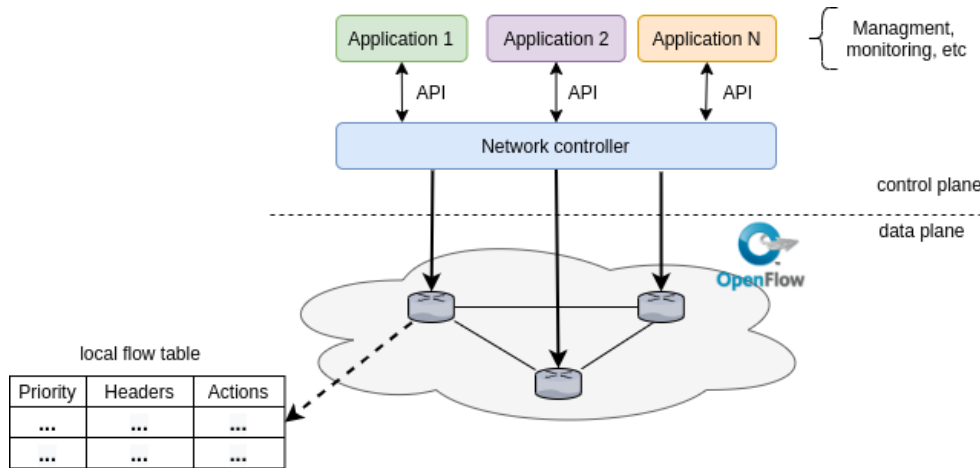 Application 1
Application 2
Application N
Managment,
monitoring, etc
API
API
API
Network controller
control plane
data plane
OpenFlow
™
local flow table
Priority Headers Actions
... ... ...
... ... ...